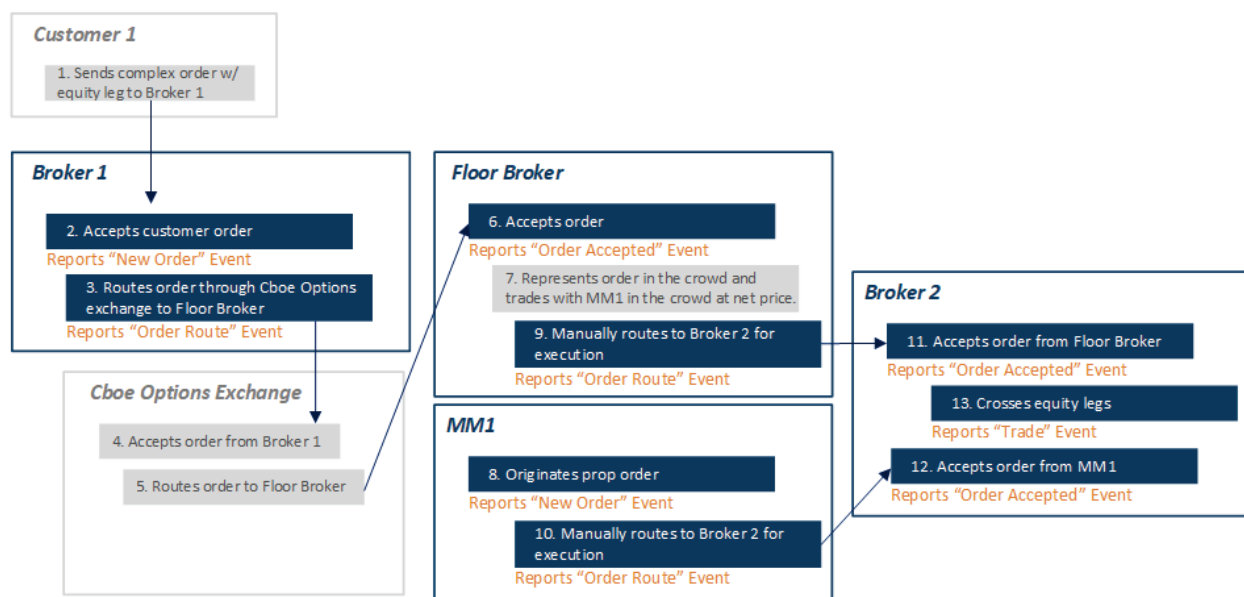 Customer 1
1. Sends complex order w/
equity leg to Broker 1
Broker 1
2. Accepts customer order
Reports “New Order” Event
3. Routes order through Cboe Options
exchange to Floor Broker
Reports “Order Route” Event
Cboe Options Exchange
4. Accepts order from Broker 1
5. Routes order to Floor Broker
Floor Broker
6. Accepts order
Reports “Order Accepted” Event
7. Represents order in the crowd and
trades with MM1 in the crowd at net price.
9. Manually routes to Broker 2 for
execution
Reports “Order Route” Event
MM1
8. Originates prop order
Reports “New Order” Event
10. Manually routes to Broker 2 for
execution
Reports “Order Route” Event
Broker 2
11. Accepts order from Floor Broker
Reports “Order Accepted” Event
13. Crosses equity legs
Reports “Trade” Event
12. Accepts order from MM1
Reports “Order Accepted” Event